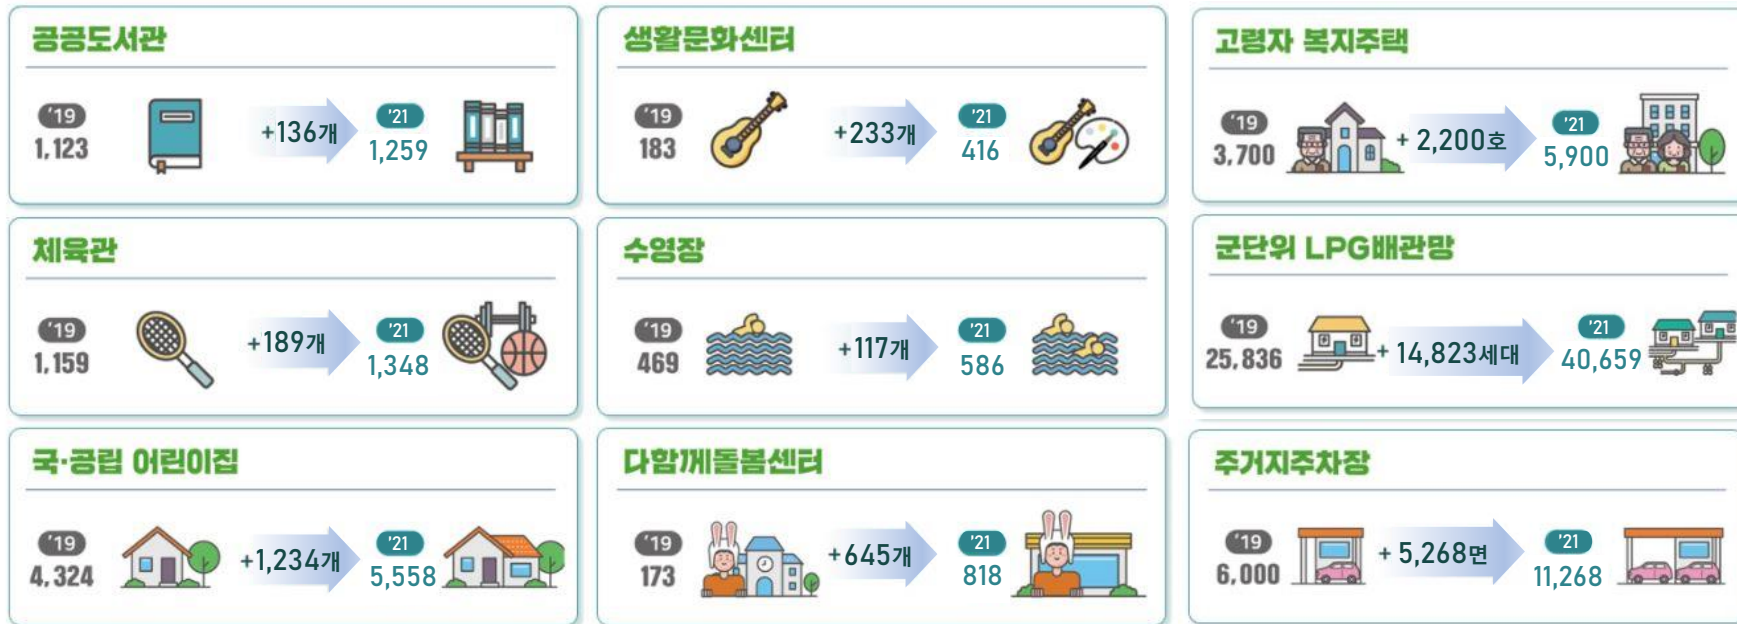 공공도서관
'19
1,123
+136개
'21
1,259
생활문화센터
'19
183
+233개
'21
416
고령자 복지주택
'19
3,700
+ 2,200호
'21
5,900
체육관
'19
1,159
+189개
'21
1,348
수영장
'19
469
+117개
'21
586
군단위 LPG배관망
'19
25,836
+ 14,823세대
'21
40,659
국·공립 어린이집
'19
4,324
+1,234개
'21
5,558
다함께돌봄센터
'19
173
+645개
'21
818
주거지주차장
'19
6,000
+ 5,268면
'21
11,268